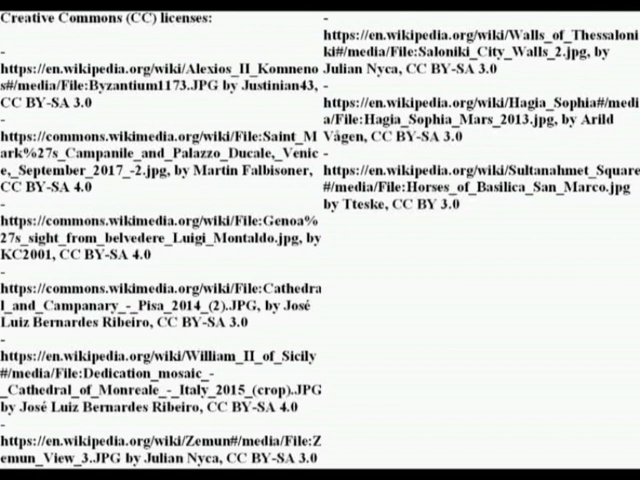 Creative Commons (CC) licenses:
-
https://en.wikipedia.org/wiki/Alexios_II_Komneno
s#/media/File:Byzantium1173.JPG by Justinian43,
CC BY-SA 3.0
-
https://commons.wikimedia.org/wiki/File:Saint_M
ark%27s_Campanile_and_Palazzo_Ducale,_Venic
e,_September_2017_-2.jpg, by Martin Falbisoner,
CC BY-SA 4.0
-
https://commons.wikimedia.org/wiki/File:Genoa%
27s_sight_from_belvedere_Luigi_Montaldo.jpg, by
KC2001, CC BY-SA 4.0
-
https://commons.wikimedia.org/wiki/File:Cathedra
l_and_Campanary_-_Pisa_2014_(2).JPG, by José
Luiz Bernardes Ribeiro, CC BY-SA 3.0
-
https://en.wikipedia.org/wiki/William_II_of_Sicily
#/media/File:Dedication_mosaic_-
_Cathedral_of_Monreale_-_Italy_2015_(crop).JPG
by José Luiz Bernardes Ribeiro, CC BY-SA 4.0
-
https://en.wikipedia.org/wiki/Zemun#/media/File:Z
emun_View_3.JPG by Julian Nyca, CC BY-SA 3.0
-
https://en.wikipedia.org/wiki/Walls_of_Thessaloni
ki#/media/File:Saloniki_City_Walls_2.jpg, by
Julian Nyca, CC BY-SA 3.0
-
https://en.wikipedia.org/wiki/Hagia_Sophia#/medi
a/File:Hagia_Sophia_Mars_2013.jpg, by Arild
Vågen, CC BY-SA 3.0
-
https://en.wikipedia.org/wiki/Sultanahmet_Square
#/media/File:Horses_of_Basilica_San_Marco.jpg
by Tteske, CC BY 3.0